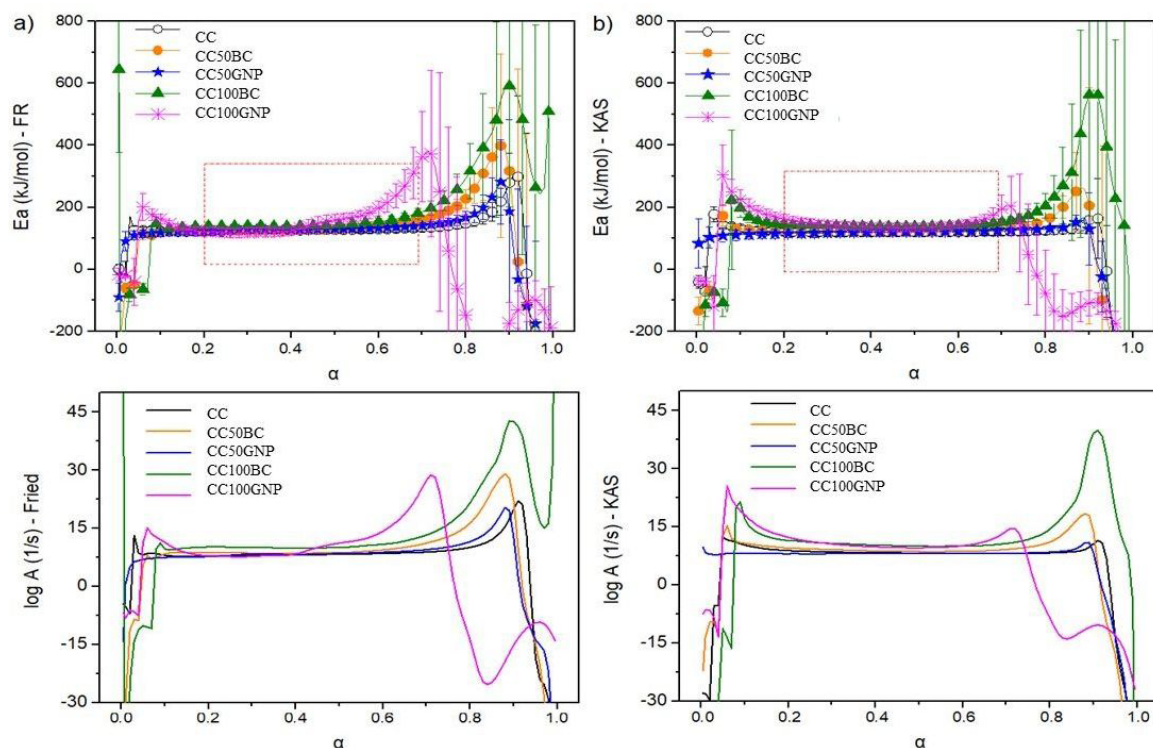 a)
800
600
400
200
0
-200
Ea (kJ/mol) - FR
CC
CC50BC
CC50GNP
CC100BC
CC100GNP
0.0 0.2 0.4 0.6 0.8 1.0
α
b)
800
600
400
200
0
-200
Ea (kJ/mol) - KAS
CC
CC50BC
CC50GNP
CC100BC
CC100GNP
0.0 0.2 0.4 0.6 0.8 1.0
α
45
30
15
0
-15
-30
log A (1/s) - Fried
CC
CC50BC
CC50GNP
CC100BC
CC100GNP
0.0 0.2 0.4 0.6 0.8 1.0
α
45
30
15
0
-15
-30
log A (1/s) - KAS
CC
CC50BC
CC50GNP
CC100BC
CC100GNP
0.0 0.2 0.4 0.6 0.8 1.0
α